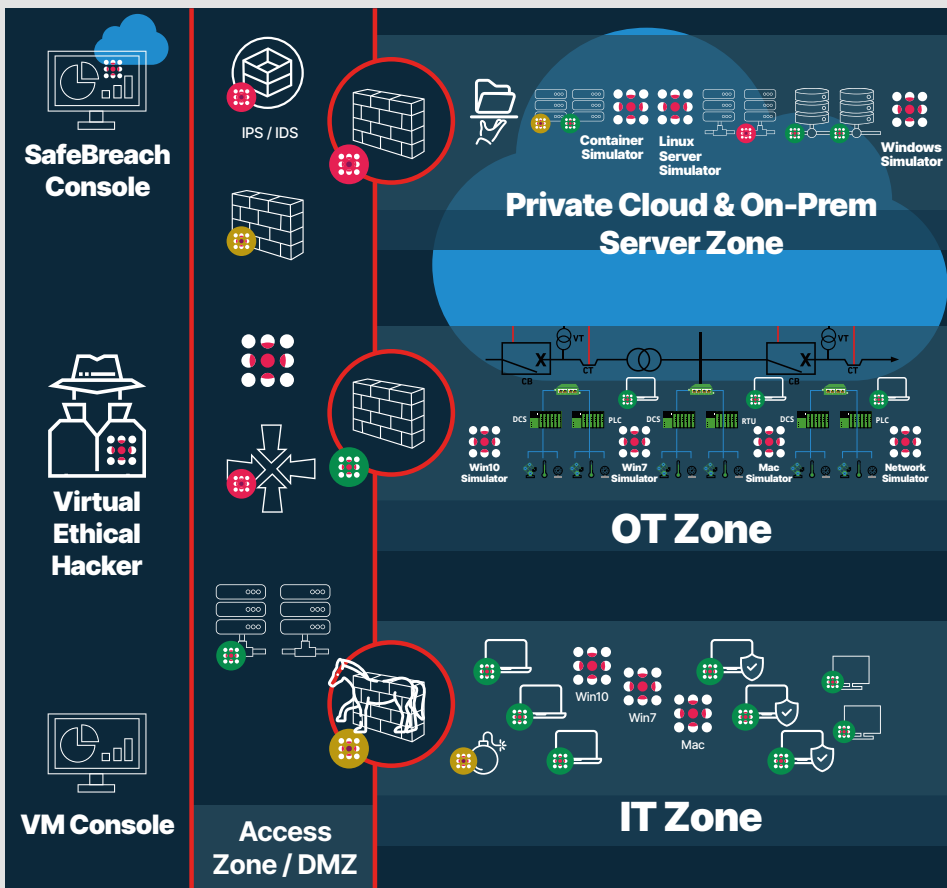 SafeBreach
Console
Virtual
Ethical
Hacker
VM Console
IPS / IDS
Access
Zone / DMZ
Container
Simulator
Linux
Server
Simulator
Windows
Simulator
Private Cloud & On-Prem
Server Zone
VT
VT
X
X
CT
CT
CB
CB
DCS
PLC
DCS
RTU
DCS
PLC
Win10
Simulator
Win7
Simulator
Mac
Simulator
Network
Simulator
OT Zone
Win10
Win7
Mac
IT Zone